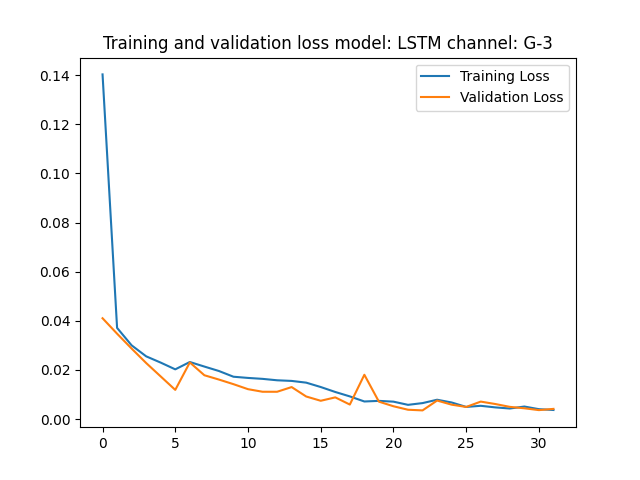 Training and validation loss model: LSTM channel: G-3
Training Loss
Validation Loss
0.14
0.12
0.10
0.08
0.06
0.04
0.02
0.00
0 5 10 15 20 25 30